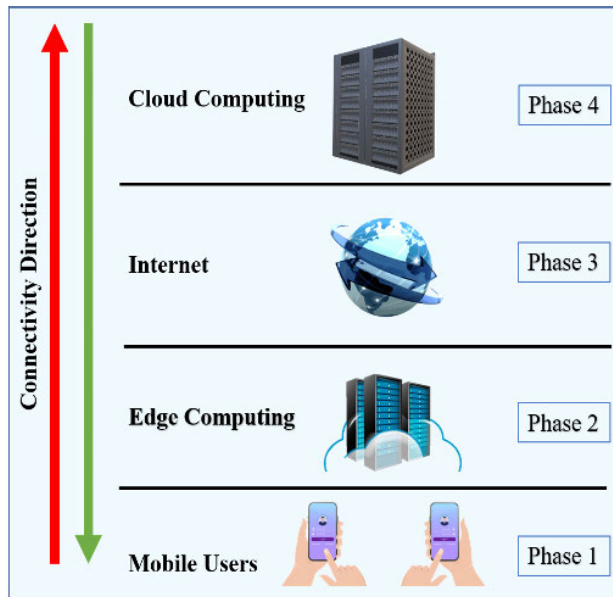 Connectivity Direction
Cloud Computing
Phase 4
Internet
Phase 3
Edge Computing
Phase 2
Mobile Users
Phase 1